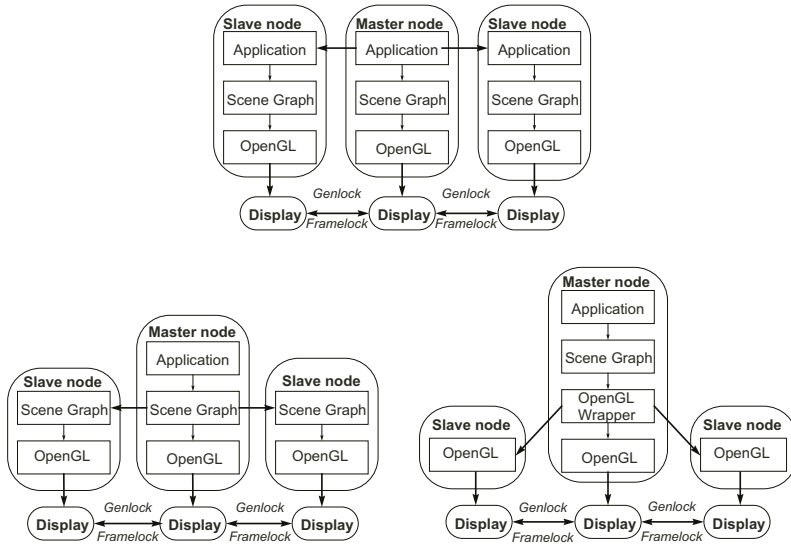 Slave node Master node Slave node
Application Application Application
Scene Graph Scene Graph Scene Graph
OpenGL OpenGL OpenGL
Genlock Genlock
Display Display Display
Framelock Framelock
Master node
Application
Slave node Slave node
Scene Graph Scene Graph Scene Graph
OpenGL OpenGL OpenGL
Genlock Genlock
Display Display Display
Framelock Framelock
Master node
Application
Scene Graph
OpenGL
Wrapper
Slave node Slave node
OpenGL OpenGL OpenGL
Genlock Genlock
Display Display Display
Framelock Framelock